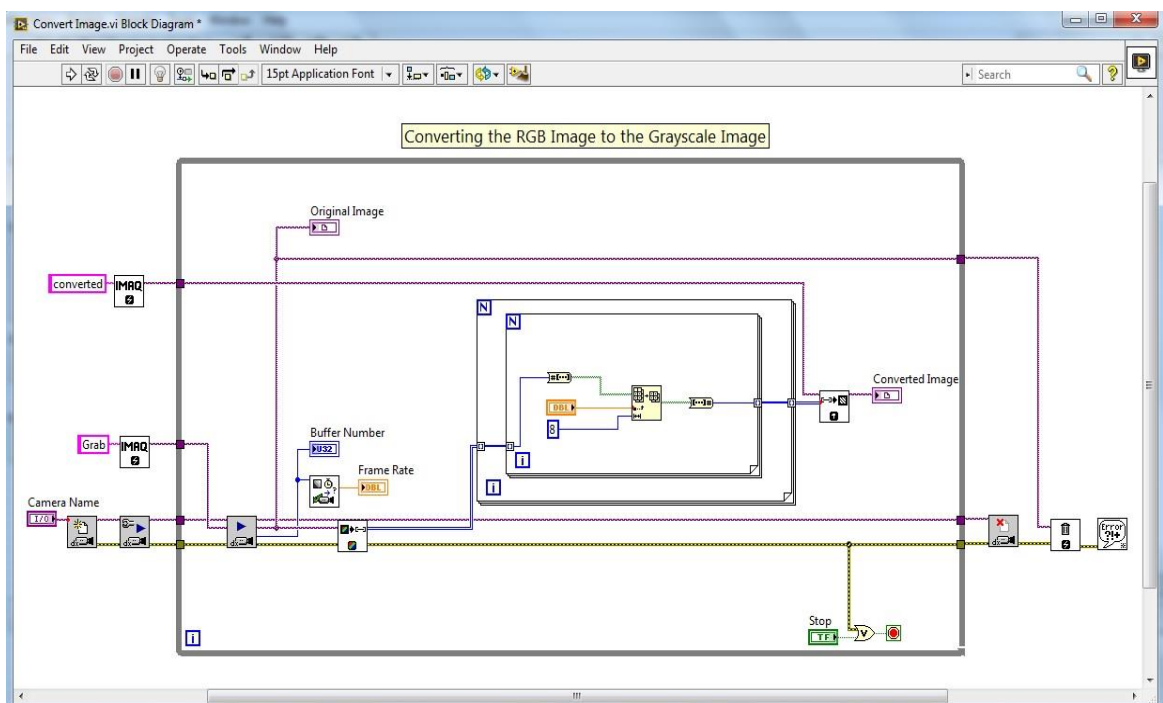 Convert Image.vi Block Diagram *
File Edit View Project Operate Tools Window Help
15pt Application Font
Search
Converting the RGB Image to the Grayscale Image
Original Image
converted
IMAQ
N
N
Converted Image
DBL
8
Buffer Number
U32
Grab
IMAQ
i
Frame Rate
DBL
i
Camera Name
I/O
Error
?!+
Stop
TF
V
i